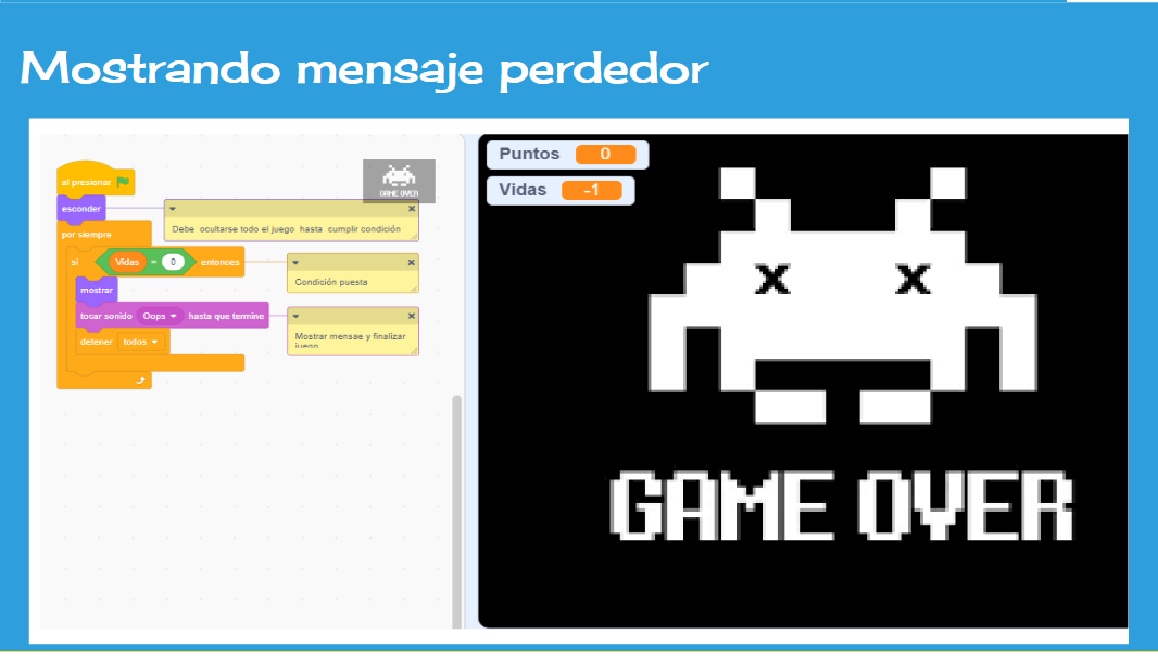 Mostrando mensaje perdedor
al presionar
esconder
Debe ocultarse todo el juego hasta cumplir condición
por siempre
si Vidas = 0 entonces
Condición puesta
mostrar
tocar sonido Oops hasta que termine
Mostrar mensae y finalizar
juego
detener todos
GAME OVER
Puntos 0
Vidas -1
x x
GAME OVER